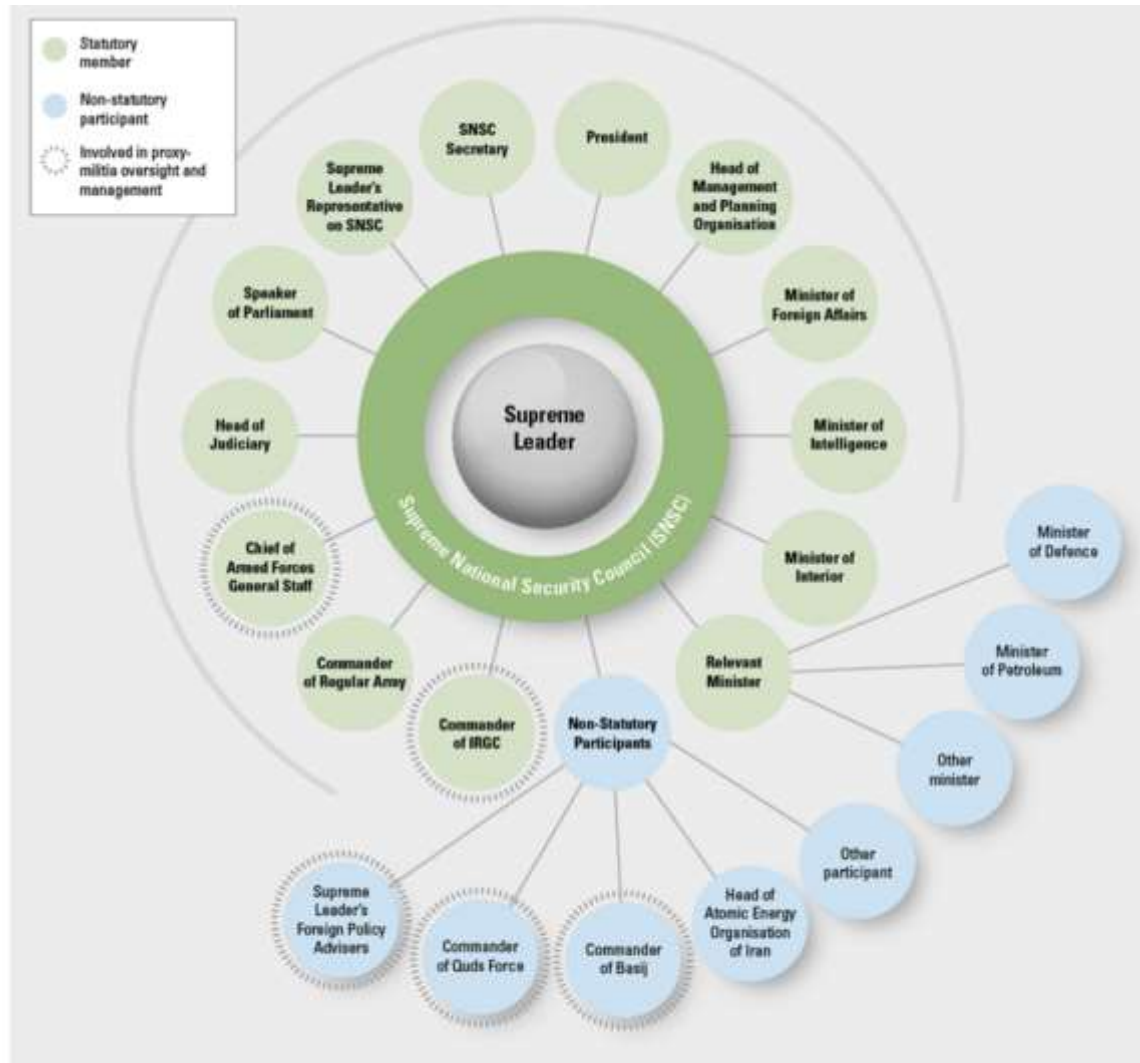 Statutory
member
Non-statutory
participant
Involved in proxy-
militia oversight and
management
SNSC
Secretary
President
Supreme
Leader's
Representative
on SNSC
Head of
Management
and Planning
Organisation
Speaker
of Parliament
Minister of
Foreign Affairs
Supreme
Leader
Head of
Judiciary
Minister of
Intelligence
Supreme National Security Council (SNSC)
Chief of
Armed Forces
General Staff
Minister of
Interior
Minister
of Defence
Commander
of Regular Army
Relevant
Minister
Minister
of Petroleum
Commander
of IRGC
Non-Statutory
Participants
Other
minister
Other
participant
Supreme
Leader's
Foreign Policy
Advisers
Commander
of Quds Force
Commander
of Basij
Head of
Atomic Energy
Organisation
of Iran